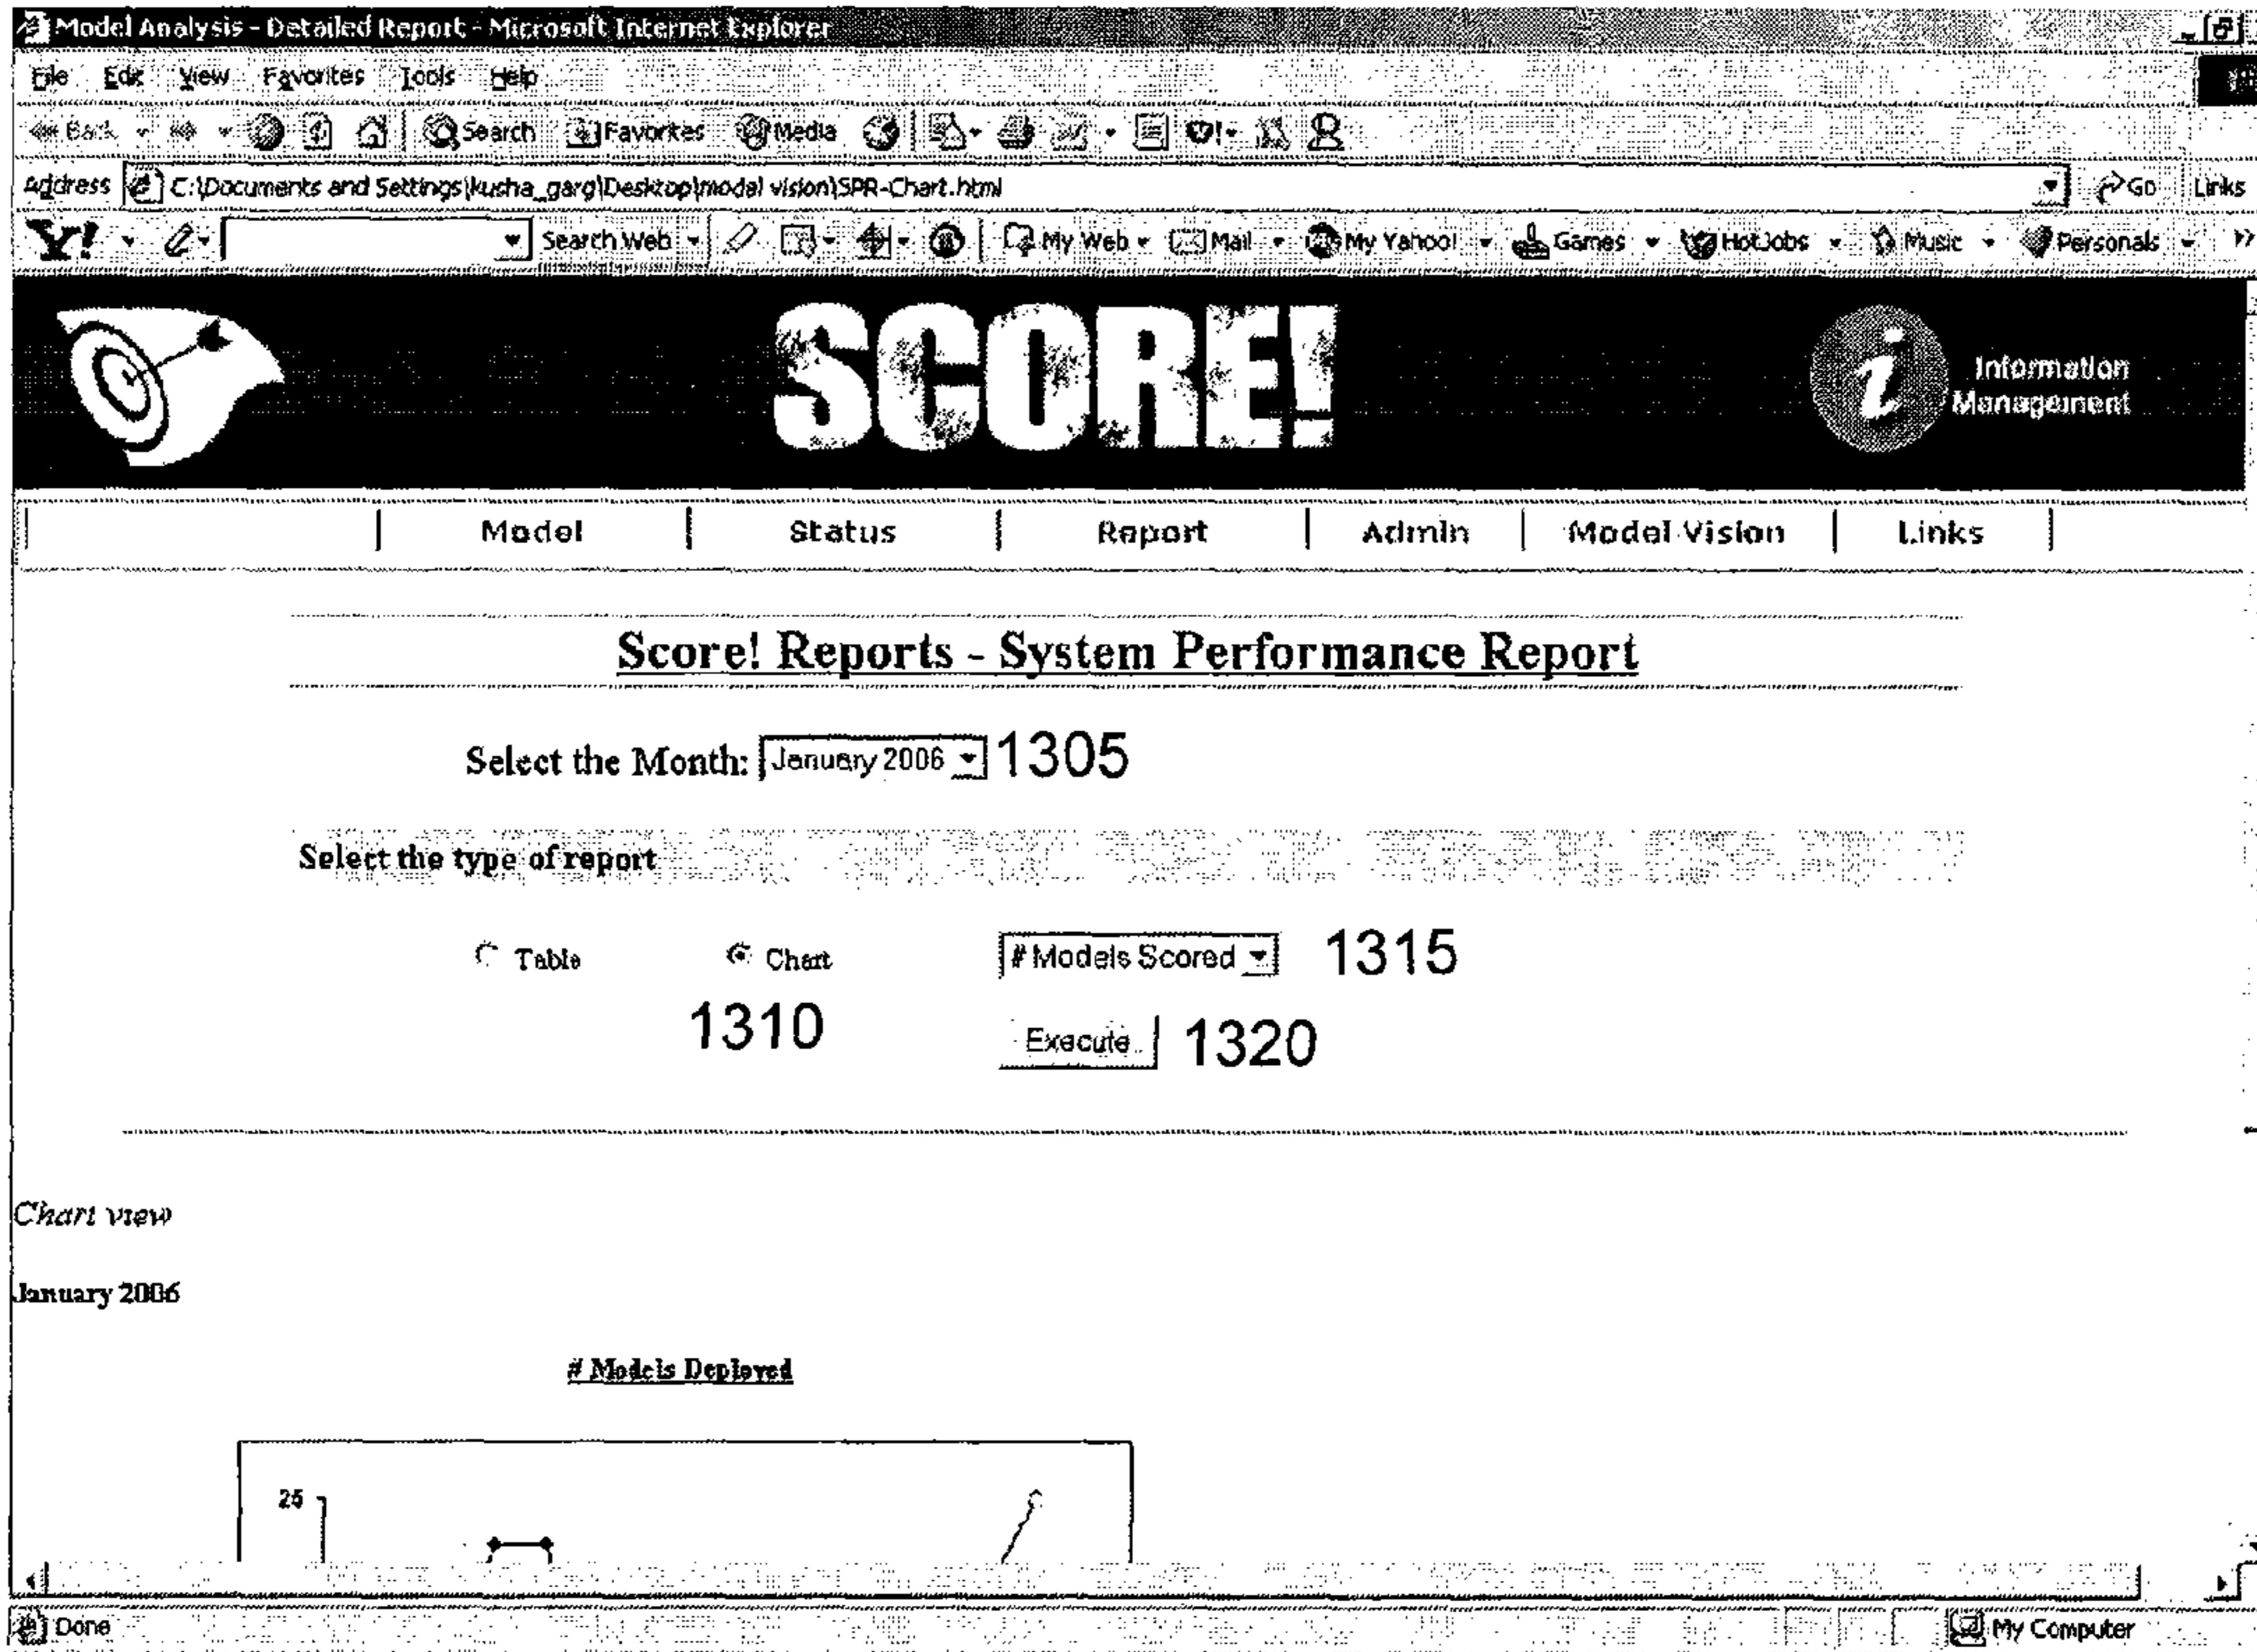 Model Analysis - Detailed Report - Microsoft Internet Explorer
File Edit View Favorites Tools Help
Back Search Favorites Media
Address C:\Documents and Settings\kusha_garg\Desktop\model vision\SPR-Chart.html Go Links
Y! Search Web My Web Mail My Yahoo! Games HotJobs Music Personals >>
SCORE!
i Information
Management
Model Status Report Admin Model Vision Links
Score! Reports - System Performance Report
Select the Month: January 2006 1305
Select the type of report
Table Chart # Models Scored 1315
1310 Execute 1320
Chart view
January 2006
# Models Deployed
25
Done My Computer